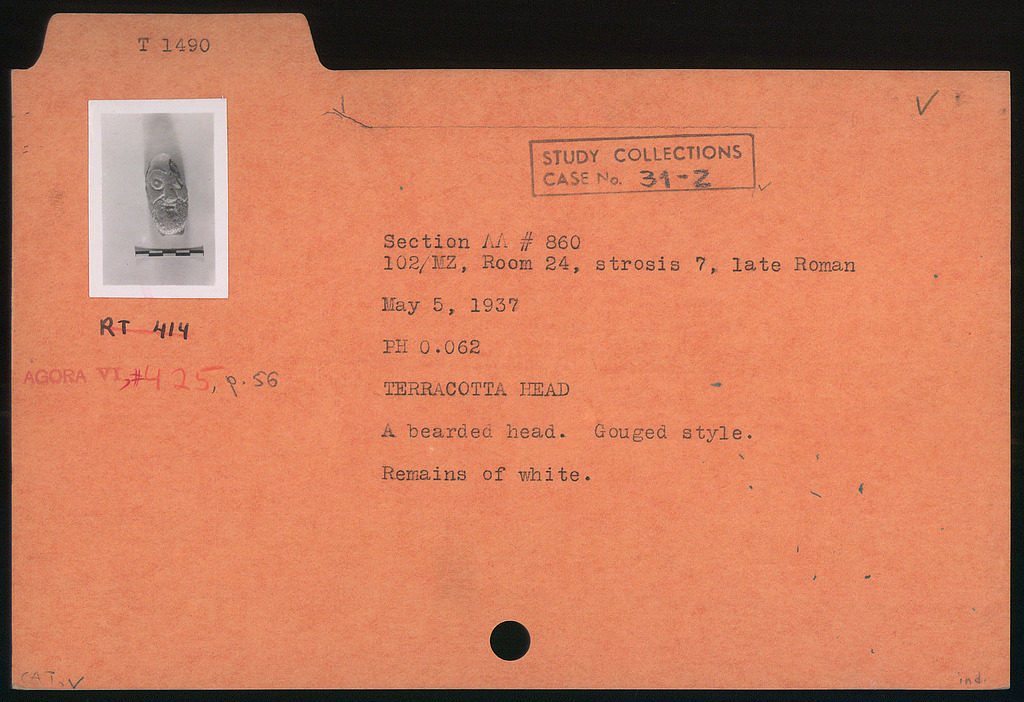 T 1490
STUDY COLLECTIONS
CASE No. 31-Z
Section AA # 860
102/MZ, Room 24, strosis 7, late Roman
May 5, 1937
RT 414
PH 0.062
AGORA VI, #425, p. 56
TERRACOTTA HEAD
A bearded head. Gouged style.
Remains of white.
CAT. ✓
ind.